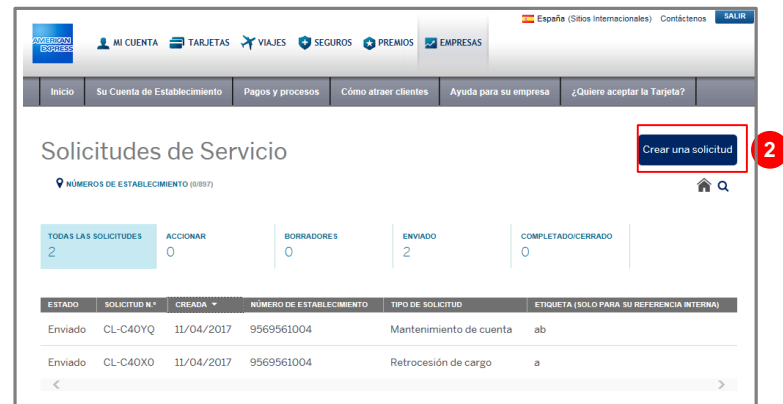 España (Sitios Internacionales) Contáctenos SALIR
AMERICAN EXPRESS
MI CUENTA TARJETAS VIAJES SEGUROS PREMIOS EMPRESAS
Inicio Su Cuenta de Establecimiento Pagos y procesos Cómo atraer clientes Ayuda para su empresa ¿Quiere aceptar la Tarjeta?
Solicitudes de Servicio
Crear una solicitud 2
NÚMEROS DE ESTABLECIMIENTO (0/897)
TODAS LAS SOLICITUDES ACCIONAR BORRADORES ENVIADO COMPLETADO/CERRADO
2 0 0 2 0
ESTADO SOLICITUD N.º CREADA NÚMERO DE ESTABLECIMIENTO TIPO DE SOLICITUD ETIQUETA (SOLO PARA SU REFERENCIA INTERNA)
Enviado CL-C40YQ 11/04/2017 9569561004 Mantenimiento de cuenta ab
Enviado CL-C40X0 11/04/2017 9569561004 Retrocesión de cargo a